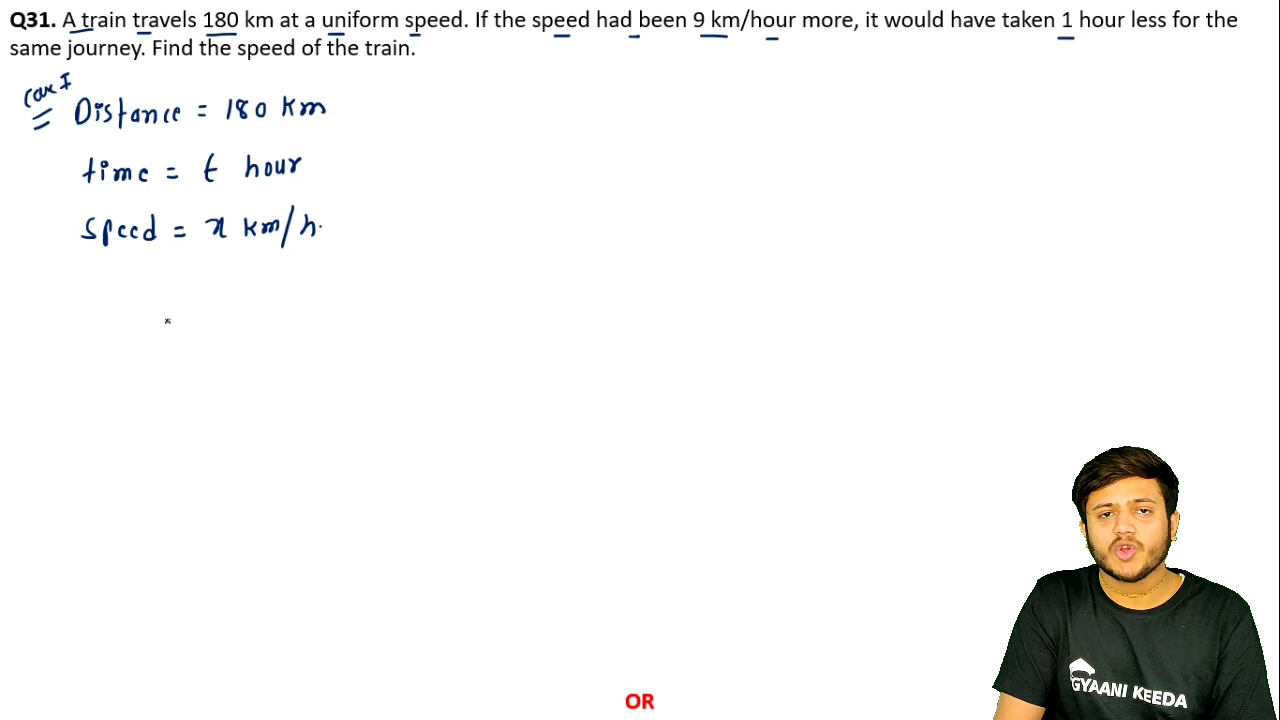 Q31. A train travels 180 km at a uniform speed. If the speed had been 9 km/hour more, it would have taken 1 hour less for the
same journey. Find the speed of the train.
Case I
Distance = 180 km
time = t hour
speed = x km/h.
GYAANI KEEDA
OR